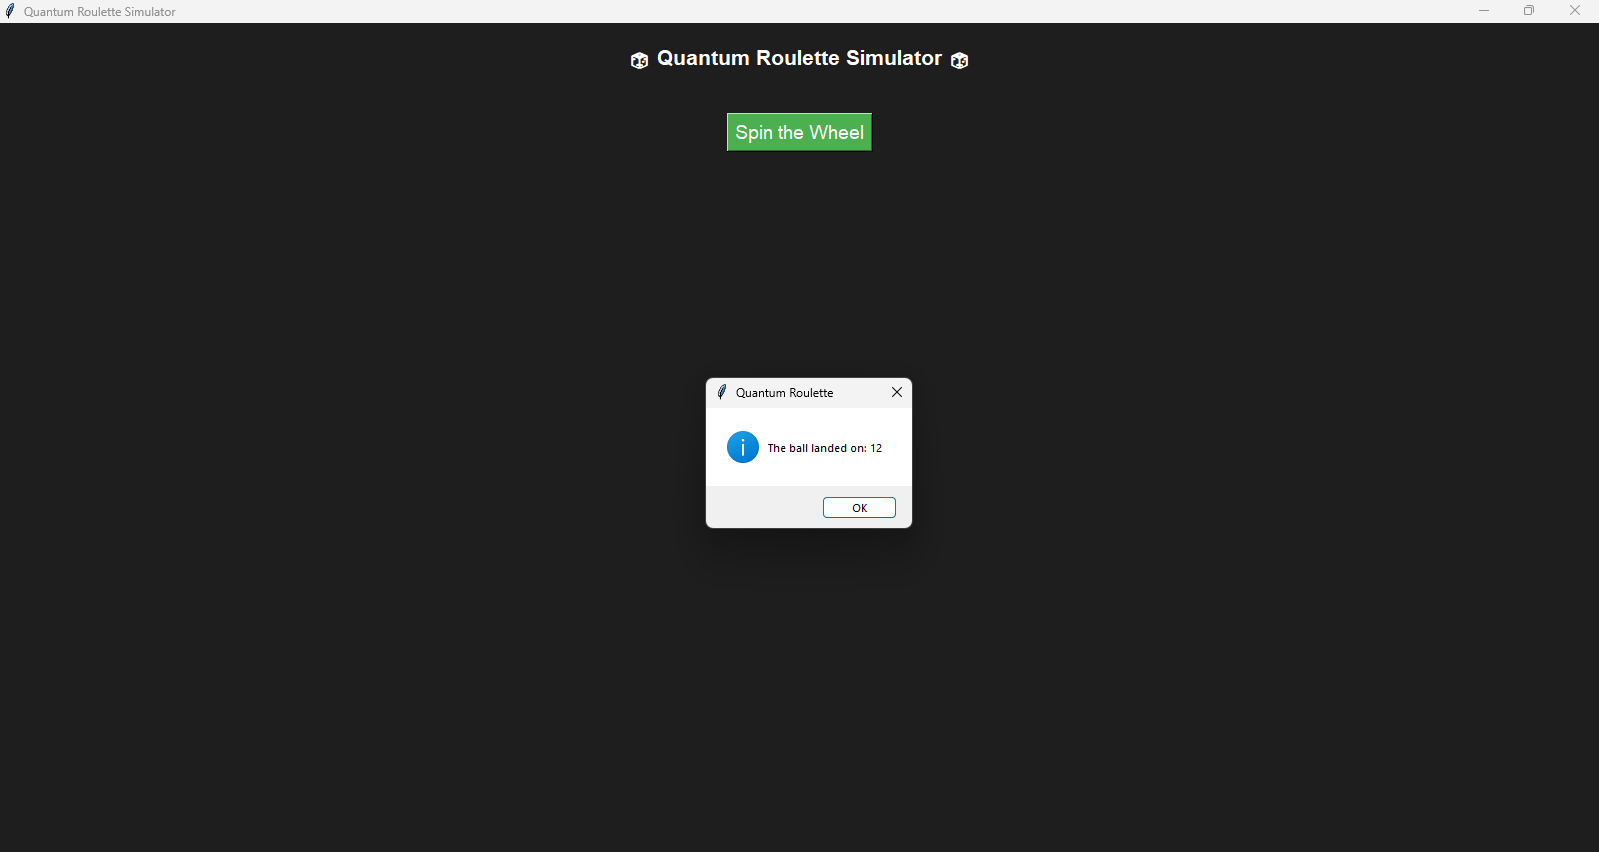 Quantum Roulette Simulator
🎲 Quantum Roulette Simulator 🎲
Spin the Wheel
Quantum Roulette
The ball landed on: 12
OK